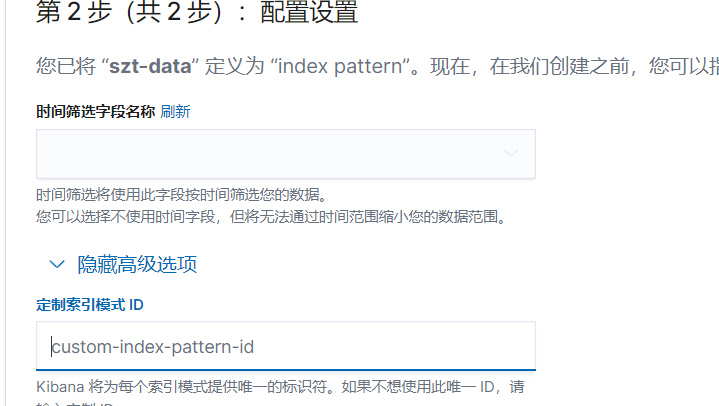 第 2 步（共 2 步）：配置设置
您已将 “szt-data” 定义为 “index pattern”。现在，在我们创建之前，您可以
时间筛选字段名称 刷新
时间筛选将使用此字段按时间筛选您的数据。
您可以选择不使用时间字段，但将无法通过时间范围缩小您的数据范围。
隐藏高级选项
定制索引模式 ID
custom-index-pattern-id
Kibana 将为每个索引模式提供唯一的标识符。如果不想使用此唯一 ID，请